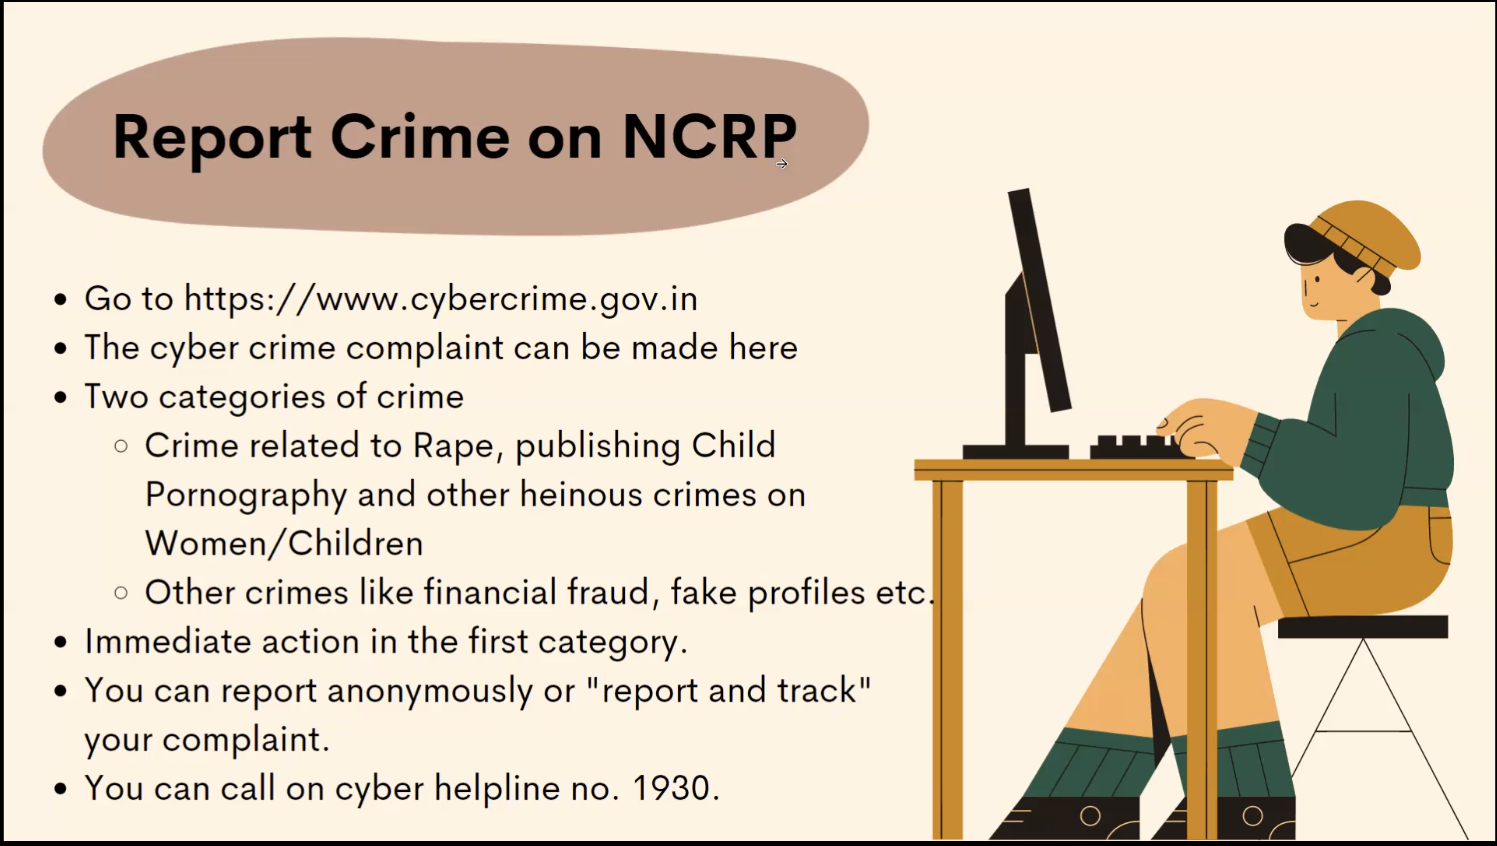 Report Crime on NCRP
• Go to https://www.cybercrime.gov.in
• The cyber crime complaint can be made here
• Two categories of crime
○ Crime related to Rape, publishing Child
Pornography and other heinous crimes on
Women/Children
○ Other crimes like financial fraud, fake profiles etc.
• Immediate action in the first category.
• You can report anonymously or "report and track"
your complaint.
• You can call on cyber helpline no. 1930.